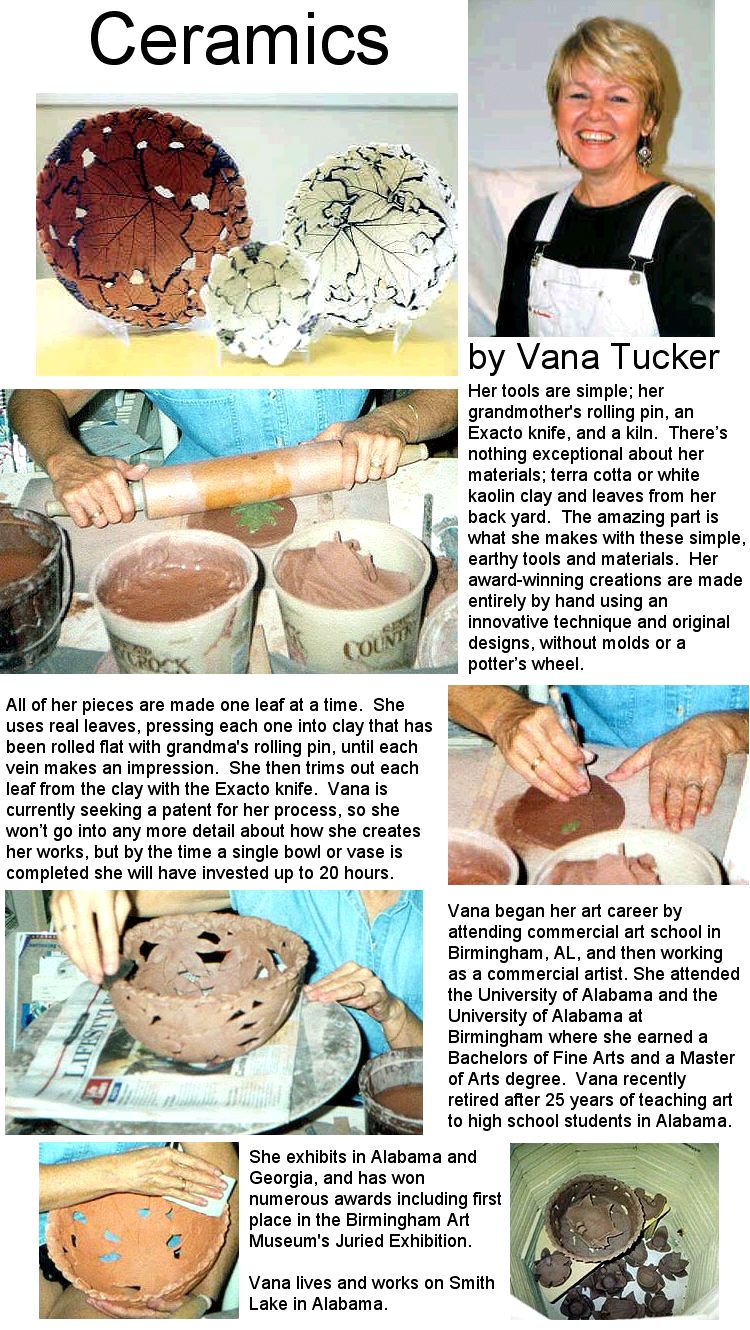 Ceramics
by Vana Tucker
Her tools are simple; her
grandmother's rolling pin, an
Exacto knife, and a kiln.  There's
nothing exceptional about her
materials; terra cotta or white
kaolin clay and leaves from her
back yard.  The amazing part is
what she makes with these simple,
earthy tools and materials.  Her
award-winning creations are made
entirely by hand using an
innovative technique and original
designs, without molds or a
potter's wheel.
COUNTRY
All of her pieces are made one leaf at a time.  She
uses real leaves, pressing each one into clay that has
been rolled flat with grandma's rolling pin, until each
vein makes an impression.  She then trims out each
leaf from the clay with the Exacto knife.  Vana is
currently seeking a patent for her process, so she
won't go into any more detail about how she creates
her works, but by the time a single bowl or vase is
completed she will have invested up to 20 hours.
LIFESTYLE
Vana began her art career by
attending commercial art school in
Birmingham, AL, and then working
as a commercial artist. She attended
the University of Alabama and the
University of Alabama at
Birmingham where she earned a
Bachelors of Fine Arts and a Master
of Arts degree.  Vana recently
retired after 25 years of teaching art
to high school students in Alabama.
She exhibits in Alabama and
Georgia, and has won
numerous awards including first
place in the Birmingham Art
Museum's Juried Exhibition.
Vana lives and works on Smith
Lake in Alabama.